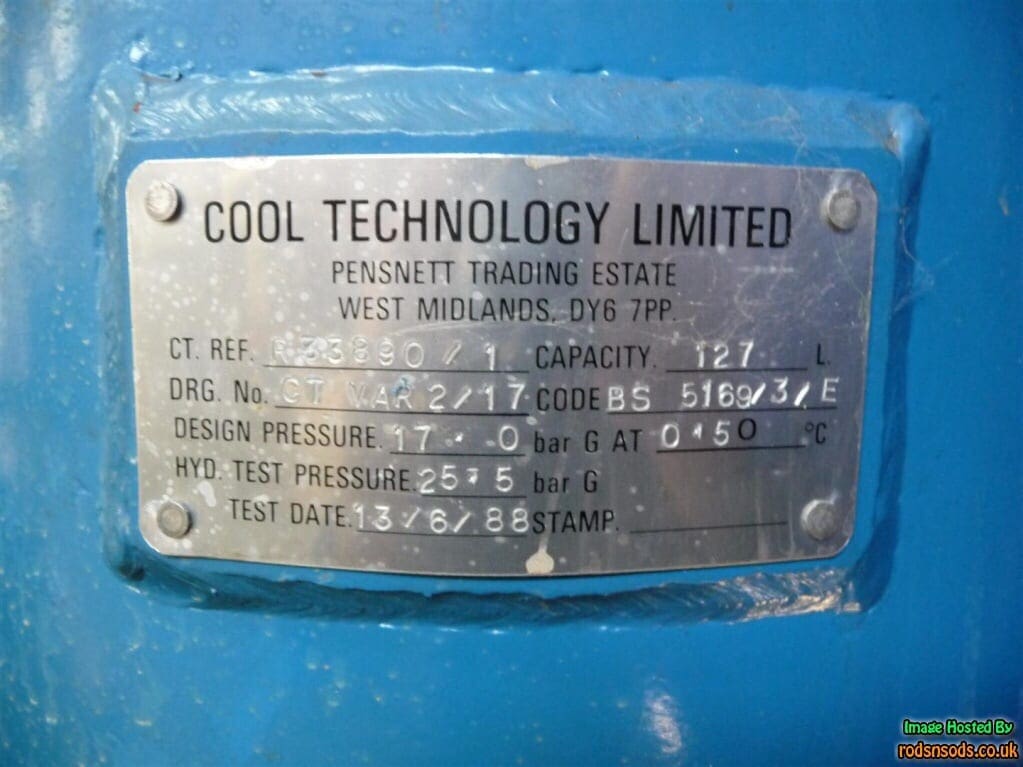 COOL TECHNOLOGY LIMITED
PENSNETT TRADING ESTATE
WEST MIDLANDS, DY6 7PP.
CT. REF. R33890/1 CAPACITY. 127 L.
DRG. No. CT VAR 2/17 CODE BS 5169/3/E
DESIGN PRESSURE. 17·0 bar G AT 0·50 °C
HYD. TEST PRESSURE. 25·5 bar G
TEST DATE. 13/6/88 STAMP.
Image Hosted By
rodsnsods.co.uk